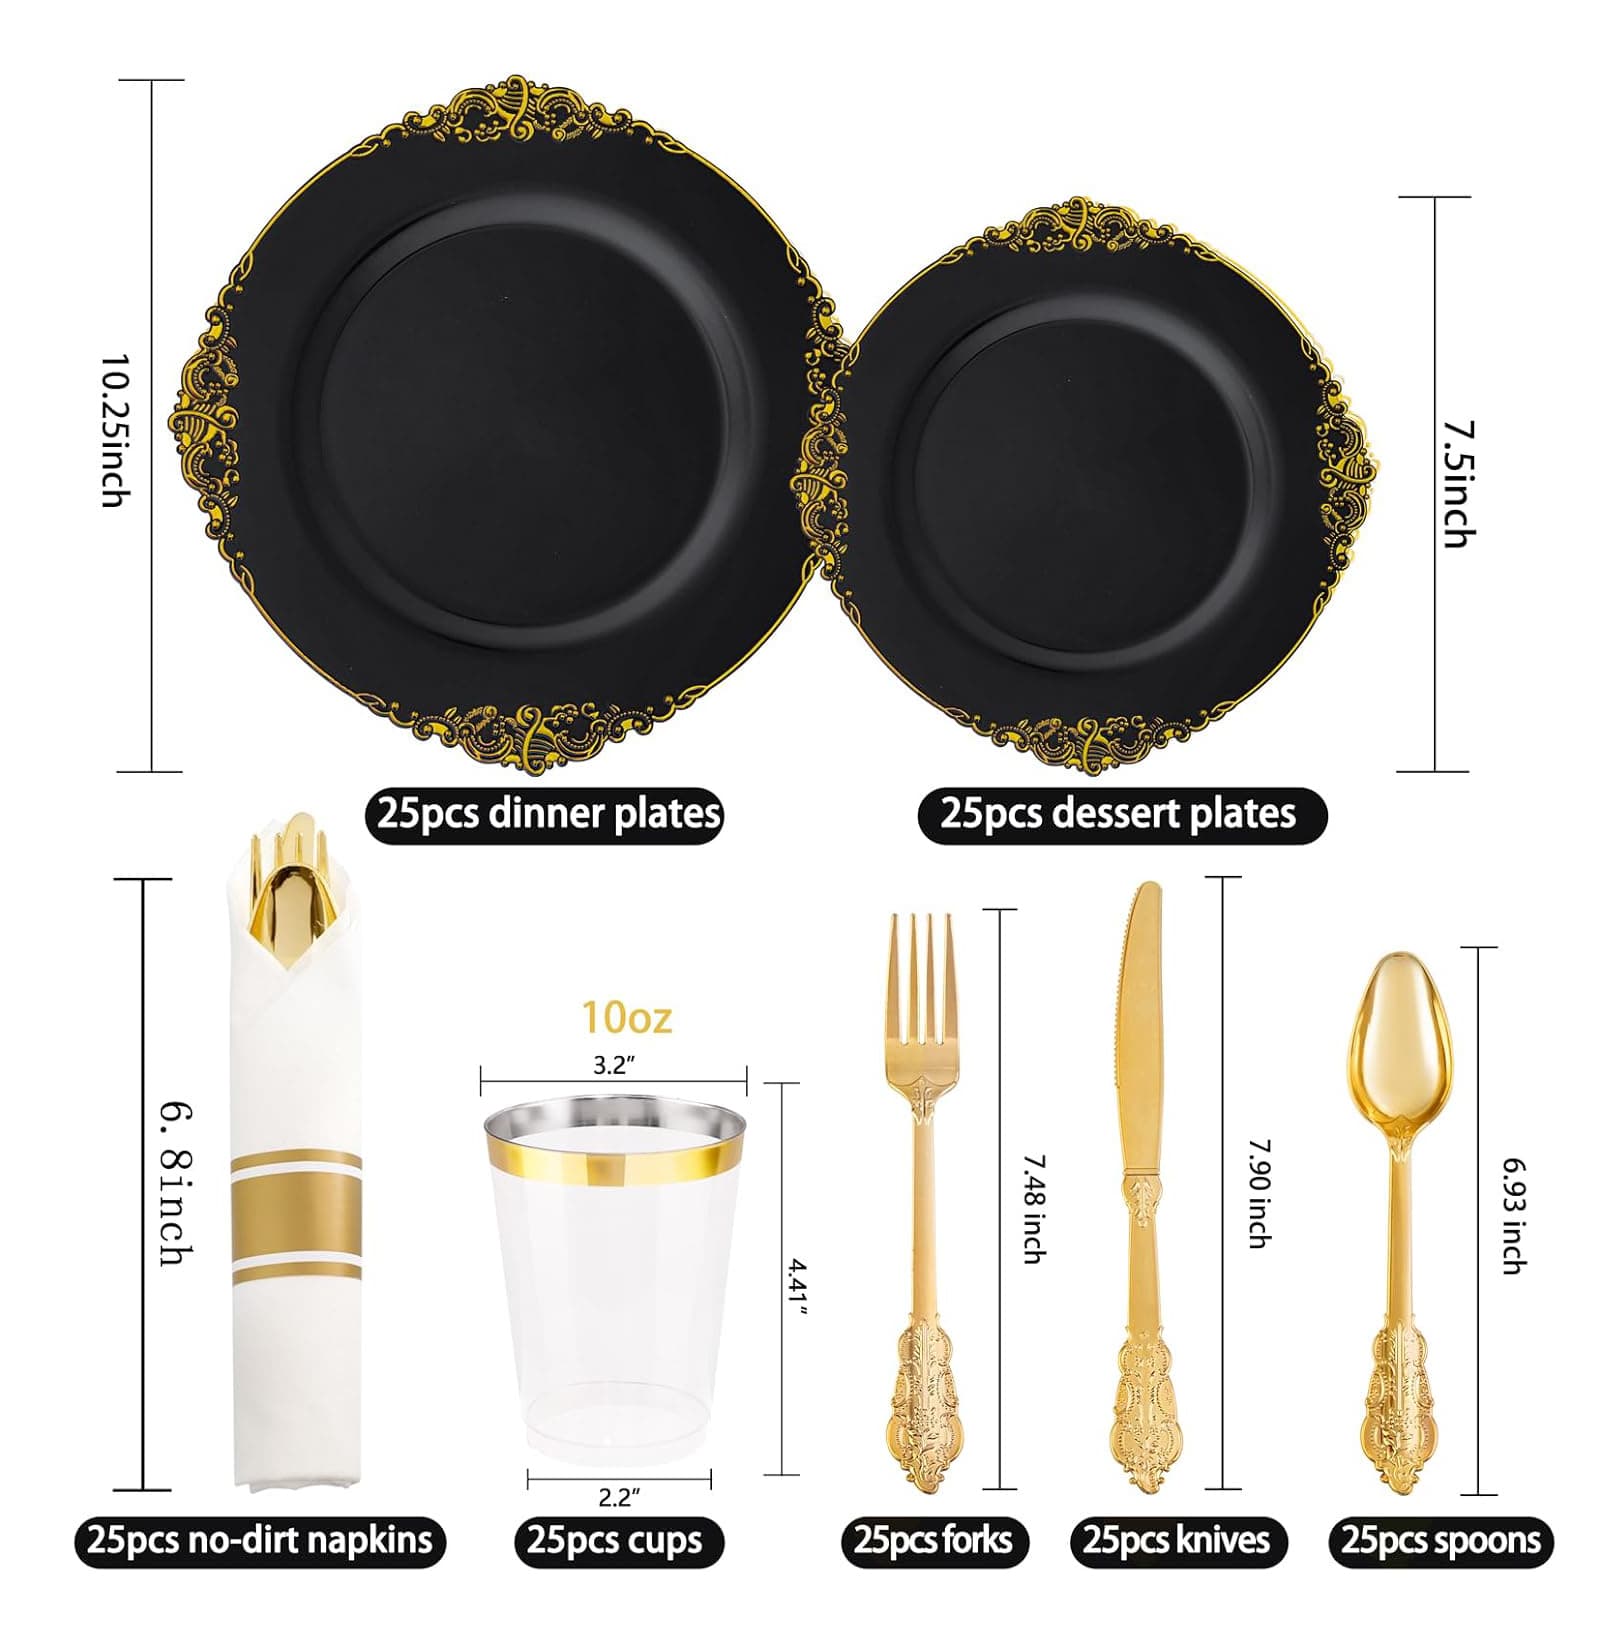 10.25inch
7.5inch
25pcs dinner plates
25pcs dessert plates
6.8inch
10oz
3.2”
4.41”
2.2”
7.48 inch
7.90 inch
6.93 inch
25pcs no-dirt napkins
25pcs cups
25pcs forks
25pcs knives
25pcs spoons